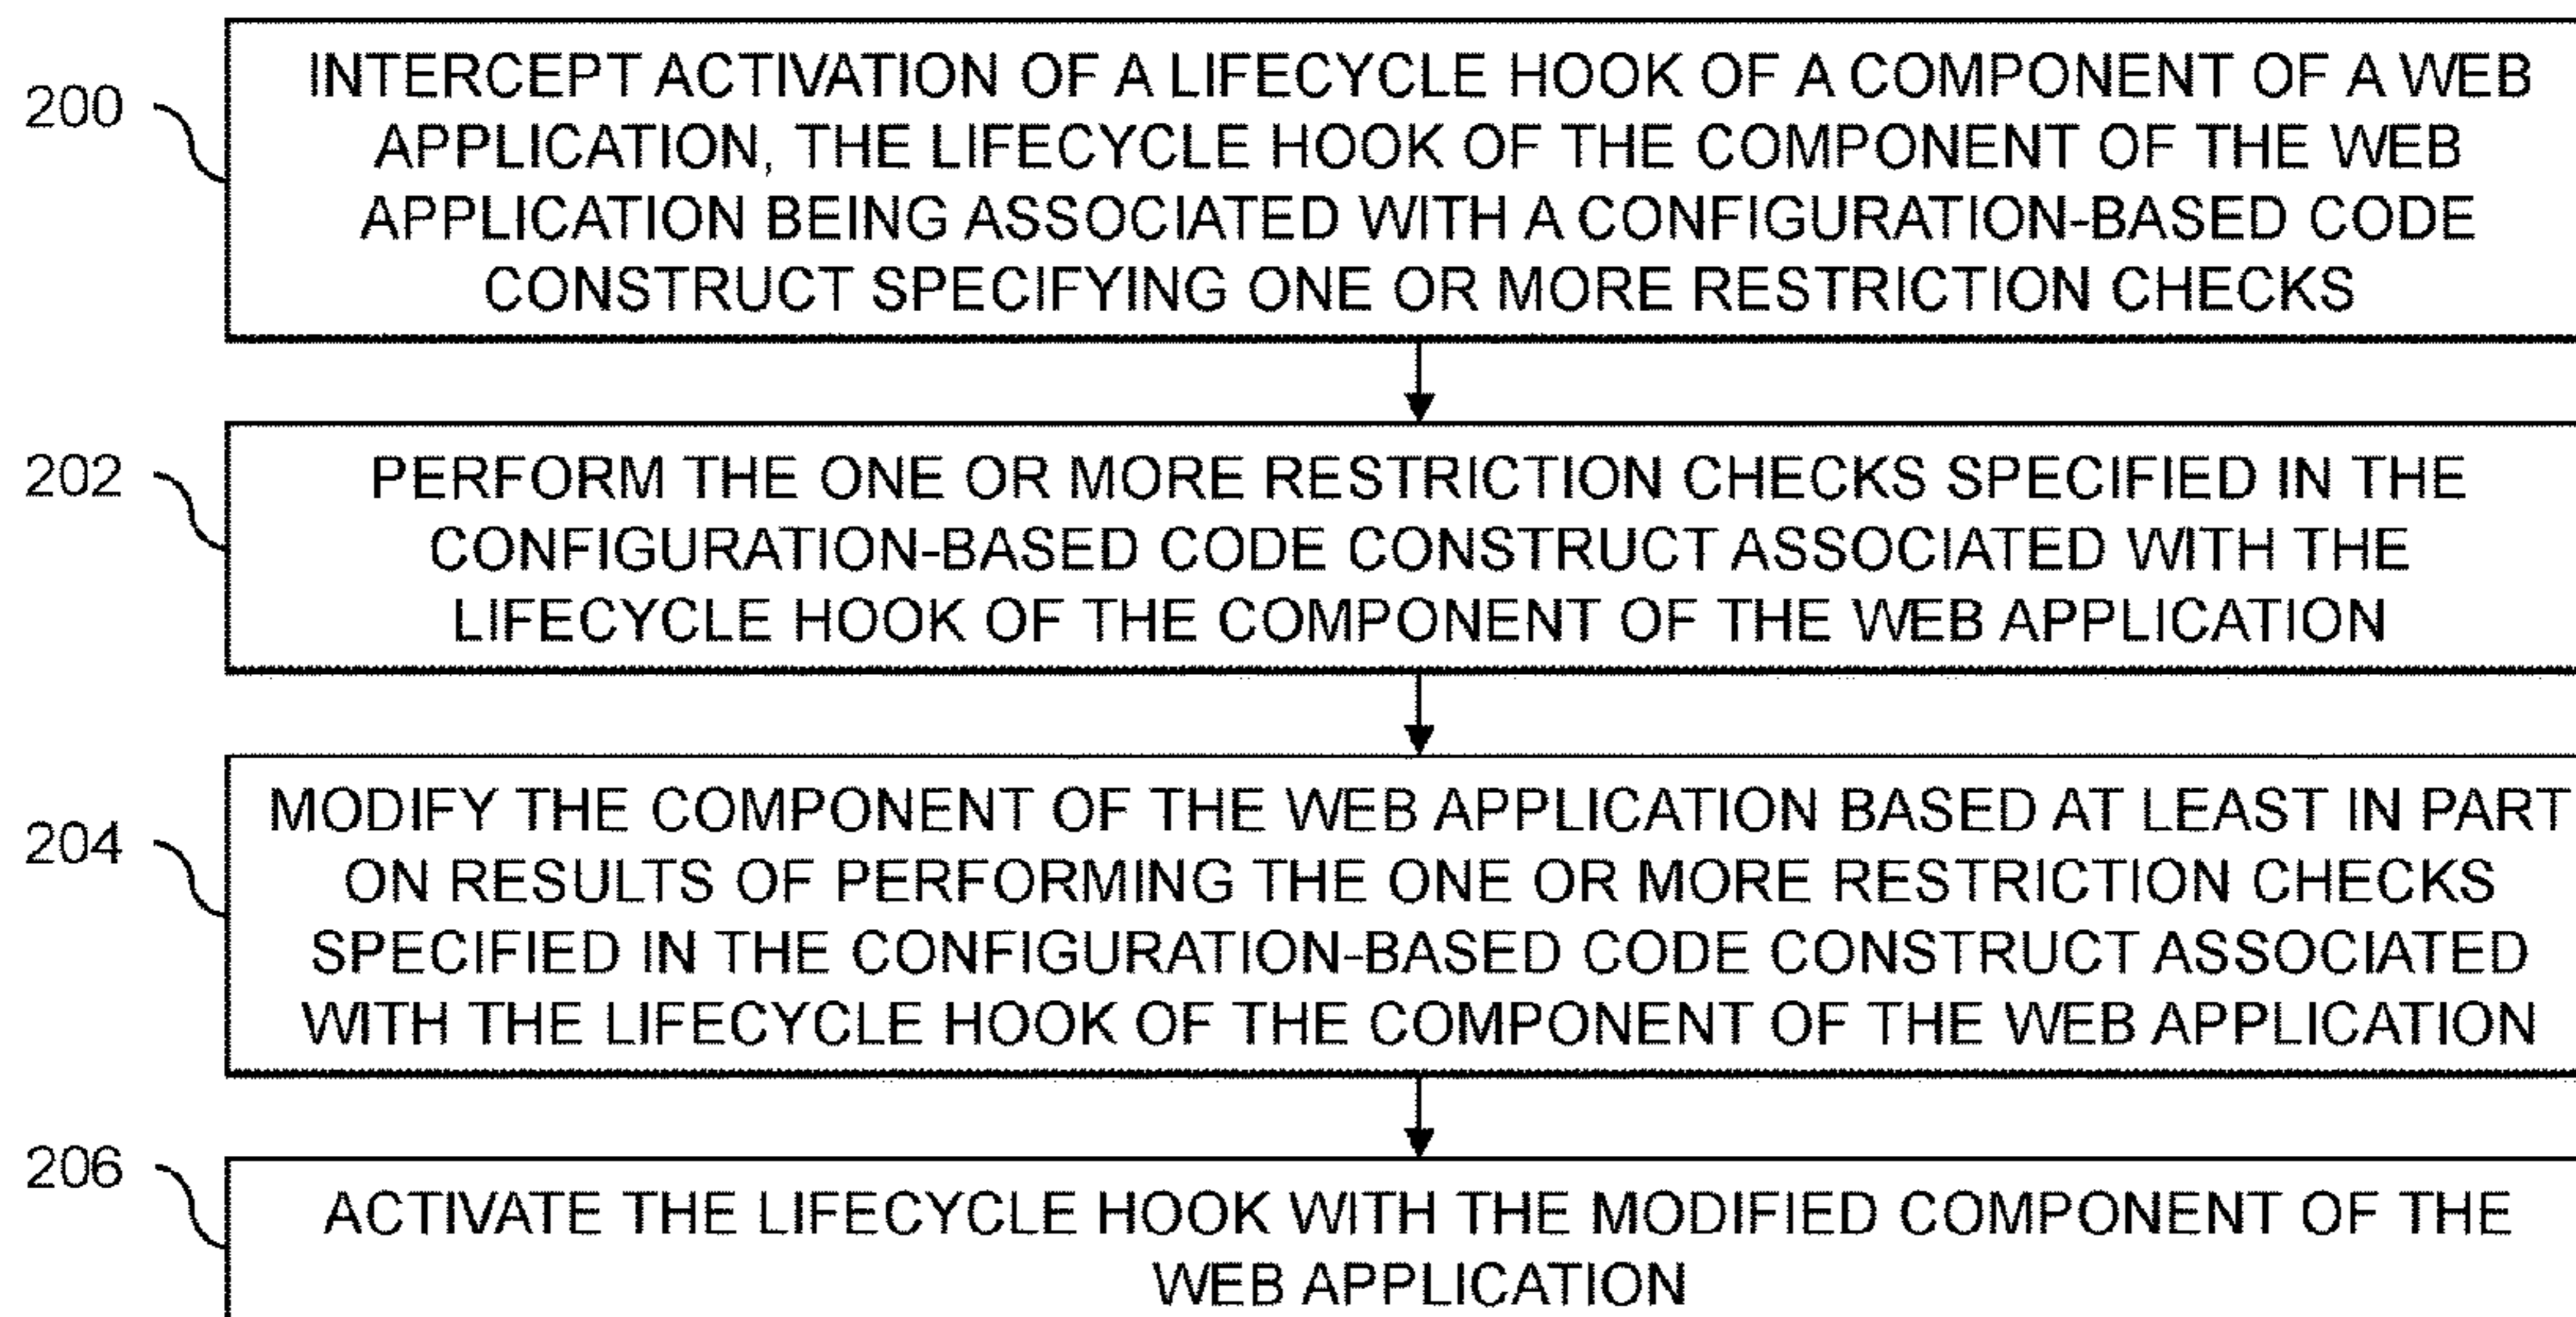 200
INTERCEPT ACTIVATION OF A LIFECYCLE HOOK OF A COMPONENT OF A WEB
APPLICATION, THE LIFECYCLE HOOK OF THE COMPONENT OF THE WEB
APPLICATION BEING ASSOCIATED WITH A CONFIGURATION-BASED CODE
CONSTRUCT SPECIFYING ONE OR MORE RESTRICTION CHECKS
202
PERFORM THE ONE OR MORE RESTRICTION CHECKS SPECIFIED IN THE
CONFIGURATION-BASED CODE CONSTRUCT ASSOCIATED WITH THE
LIFECYCLE HOOK OF THE COMPONENT OF THE WEB APPLICATION
204
MODIFY THE COMPONENT OF THE WEB APPLICATION BASED AT LEAST IN PART
ON RESULTS OF PERFORMING THE ONE OR MORE RESTRICTION CHECKS
SPECIFIED IN THE CONFIGURATION-BASED CODE CONSTRUCT ASSOCIATED
WITH THE LIFECYCLE HOOK OF THE COMPONENT OF THE WEB APPLICATION
206
ACTIVATE THE LIFECYCLE HOOK WITH THE MODIFIED COMPONENT OF THE
WEB APPLICATION